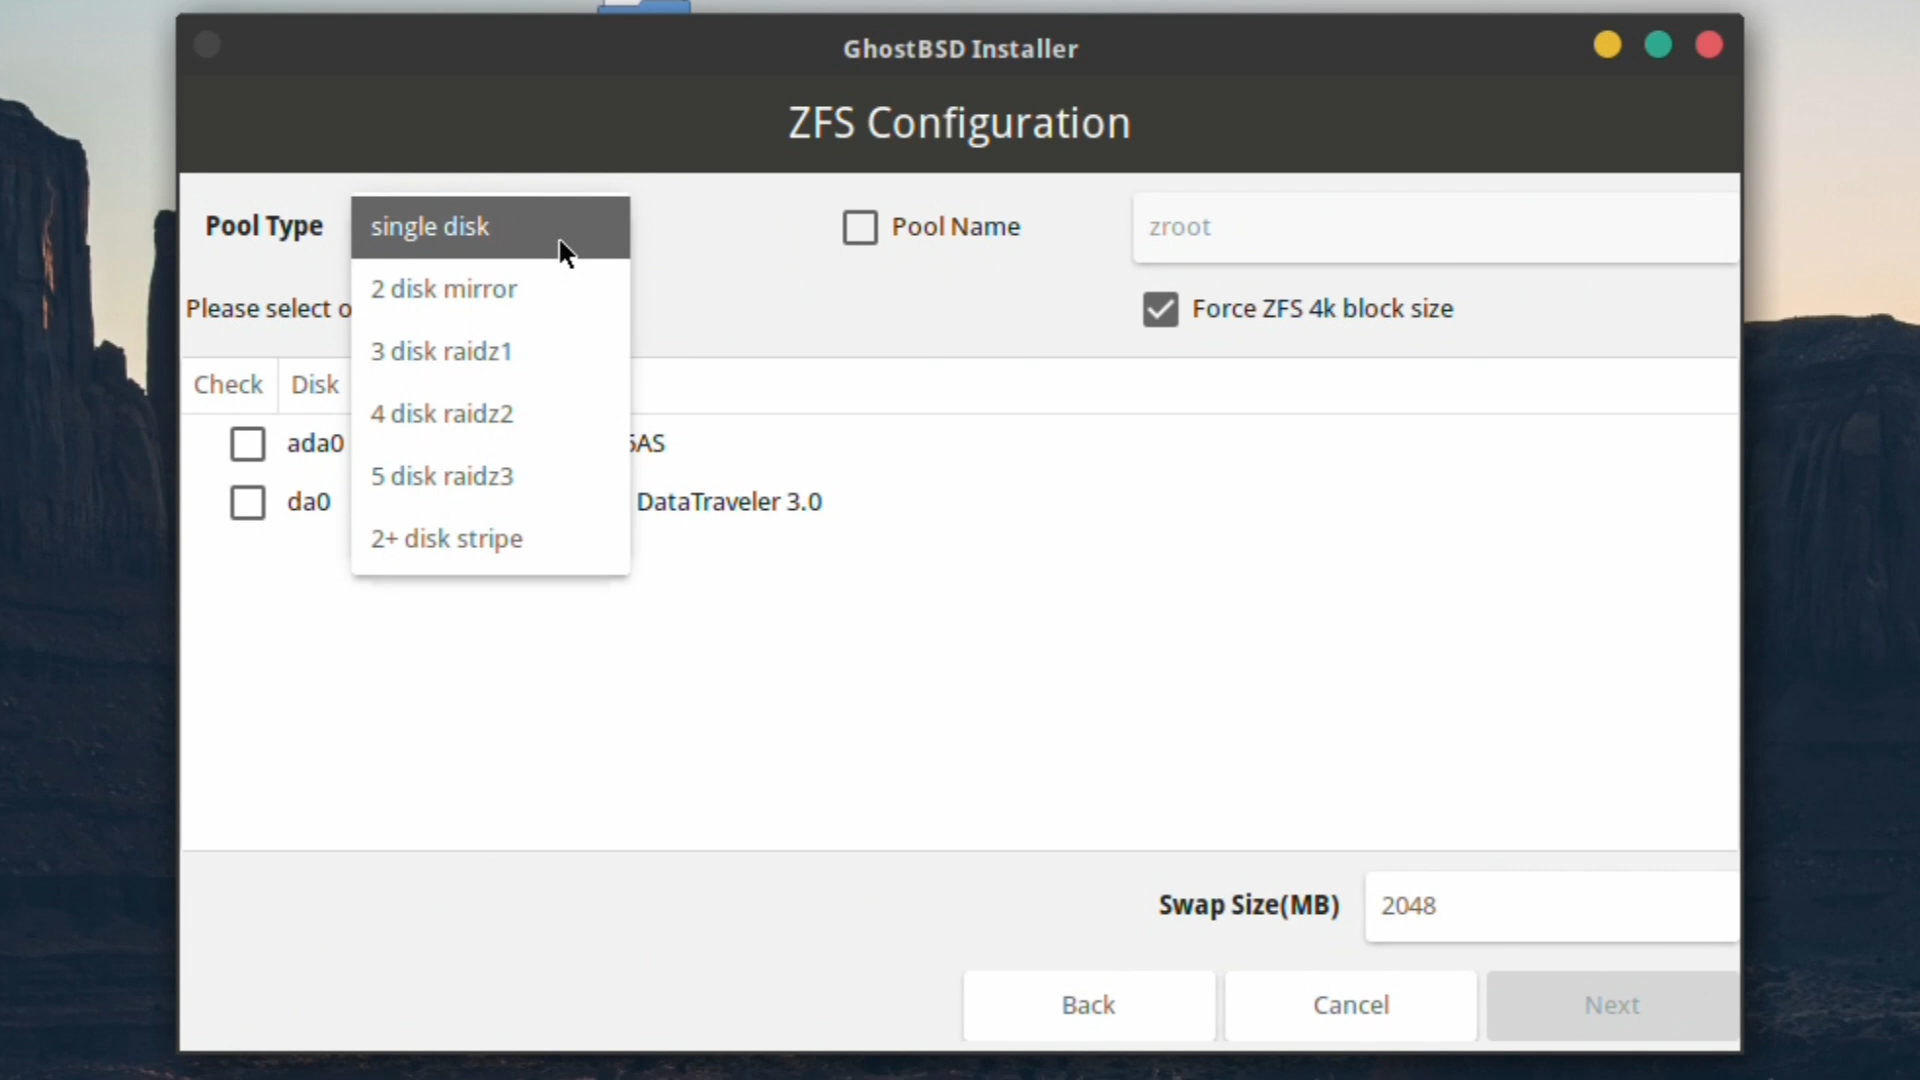 GhostBSD Installer
ZFS Configuration
Pool Type
single disk
Pool Name
zroot
2 disk mirror
Please select
Force ZFS 4k block size
3 disk raidz1
Check
Disk
4 disk raidz2
ada0
5AS
5 disk raidz3
da0
DataTraveler 3.0
2+ disk stripe
Swap Size(MB)
2048
Back
Cancel
Next